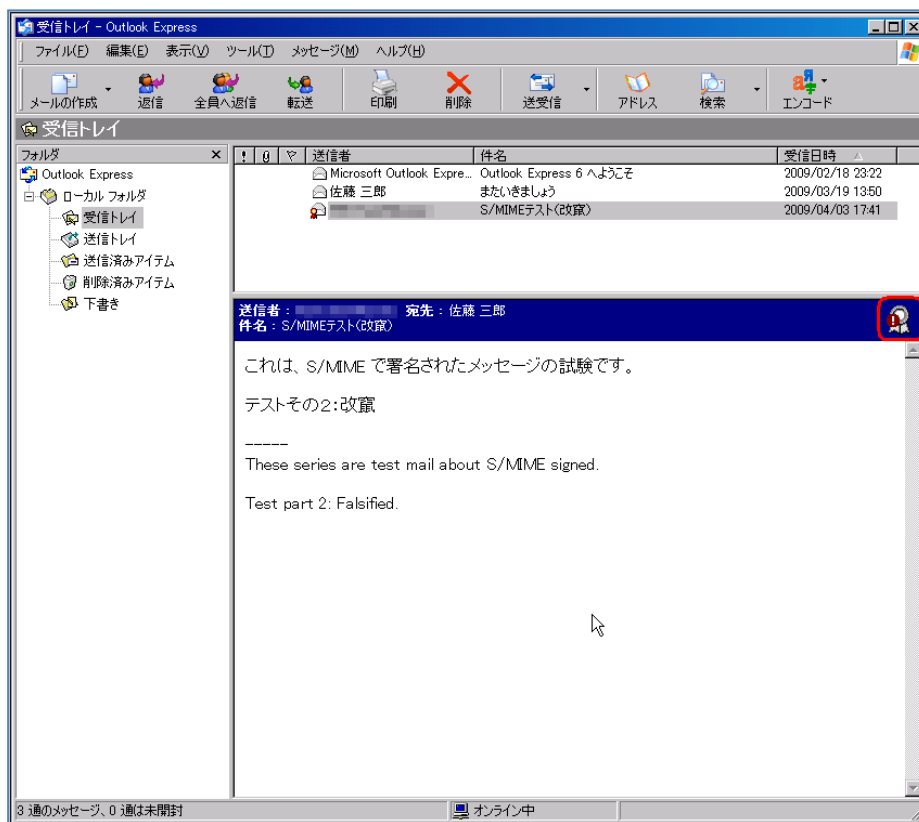 受信トレイ - Outlook Express
ファイル(F) 編集(E) 表示(V) ツール(T) メッセージ(M) ヘルプ(H)
メールの作成 返信 全員へ返信 転送 印刷 削除 送受信 アドレス 検索 エンコード
受信トレイ
フォルダ
Outlook Express
ローカル フォルダ
受信トレイ
送信トレイ
送信済みアイテム
削除済みアイテム
下書き
送信者 件名 受信日時
Microsoft Outlook Expre... Outlook Express 6 へようこそ 2009/02/18 23:22
佐藤 三郎 またいきましょう 2009/03/19 13:50
S/MIMEテスト(改竄) 2009/04/03 17:41
送信者： 宛先：佐藤 三郎
件名：S/MIMEテスト(改竄)
これは、S/MIME で署名されたメッセージの試験です。
テストその２：改竄
-----
These series are test mail about S/MIME signed.
Test part 2: Falsified.
3 通のメッセージ、0 通は未開封 オンライン中